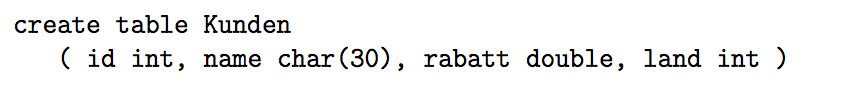 create table Kunden
( id int, name char(30), rabatt double, land int )